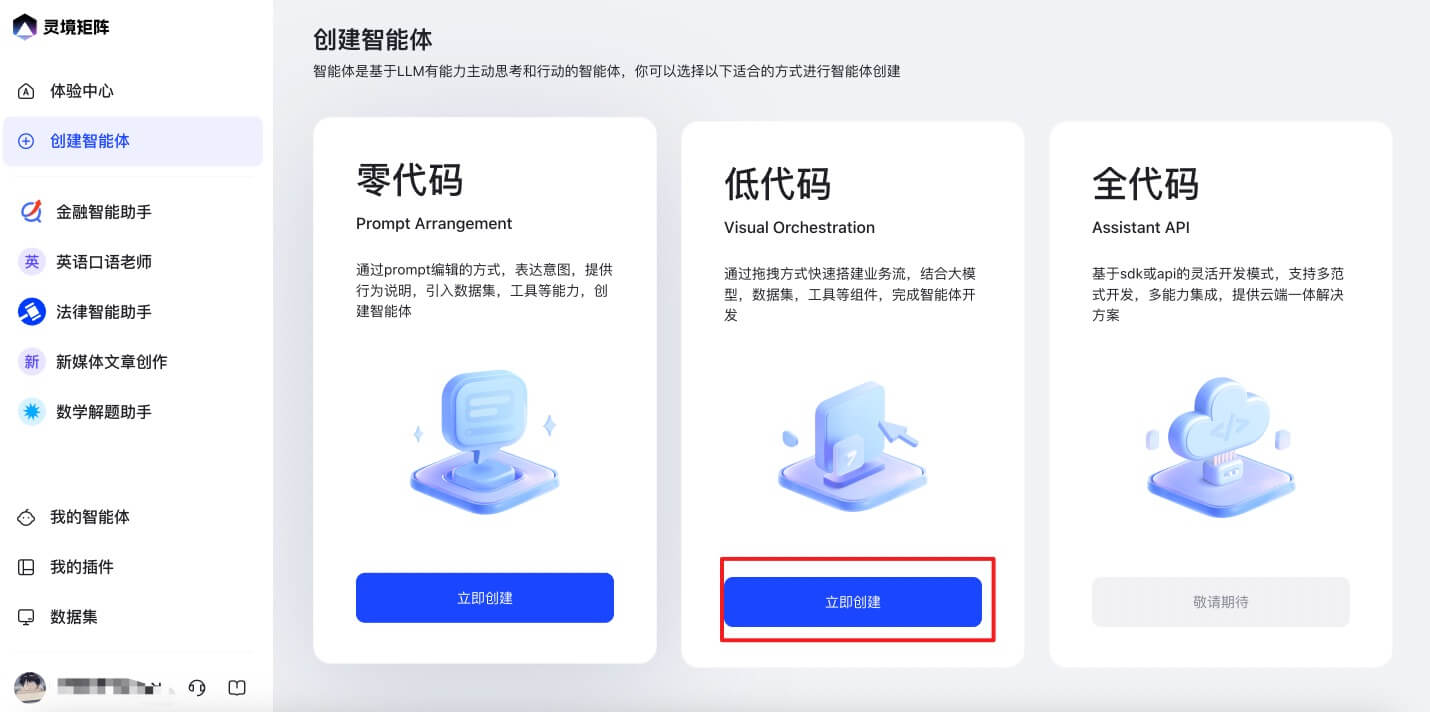 灵境矩阵
体验中心
创建智能体
金融智能助手
英 英语口语老师
法律智能助手
新 新媒体文章创作
数学解题助手
我的智能体
我的插件
数据集
创建智能体
智能体是基于LLM有能力主动思考和行动的智能体，你可以选择以下适合的方式进行智能体创建
零代码
Prompt Arrangement
通过prompt编辑的方式，表达意图，提供
行为说明，引入数据集，工具等能力，创
建智能体
立即创建
低代码
Visual Orchestration
通过拖拽方式快速搭建业务流，结合大模
型，数据集，工具等组件，完成智能体开
发
立即创建
全代码
Assistant API
基于sdk或api的灵活开发模式，支持多范
式开发，多能力集成，提供云端一体解决
方案
</>
敬请期待